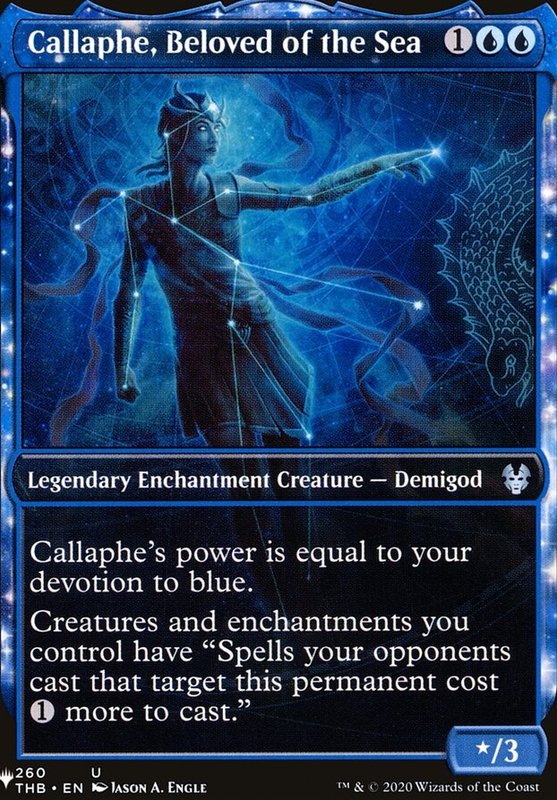 Callaphe, Beloved of the Sea 1
Legendary Enchantment Creature — Demigod
Callaphe's power is equal to your
devotion to blue.
Creatures and enchantments you
control have “Spells your opponents
cast that target this permanent cost
1 more to cast.”
★/3
260 U
THB • EN Jason A. Engle
™ & © 2020 Wizards of the Coast